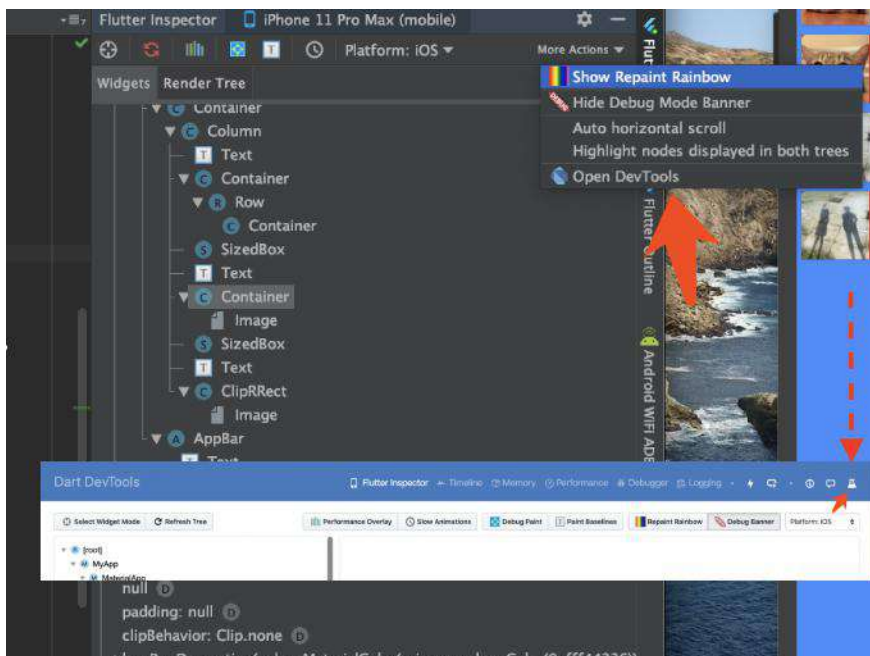 Flutter Inspector
iPhone 11 Pro Max (mobile)
Platform: iOS
More Actions
Show Repaint Rainbow
Hide Debug Mode Banner
Auto horizontal scroll
Highlight nodes displayed in both trees
Open DevTools
Widgets
Render Tree
Container
Column
Text
Container
Row
Container
SizedBox
Text
Container
Image
SizedBox
Text
ClipRRect
Image
AppBar
Flutter Outline
Android WiFi ADB
Dart DevTools
Flutter Inspector
Timeline
Memory
Performance
Debugger
Logging
Select Widget Mode
Refresh Tree
Performance Overlay
Slow Animations
Debug Paint
Paint Baselines
Repaint Rainbow
Debug Banner
Platform: iOS
[root]
MyApp
MaterialApp
null
padding: null
clipBehavior: Clip.none